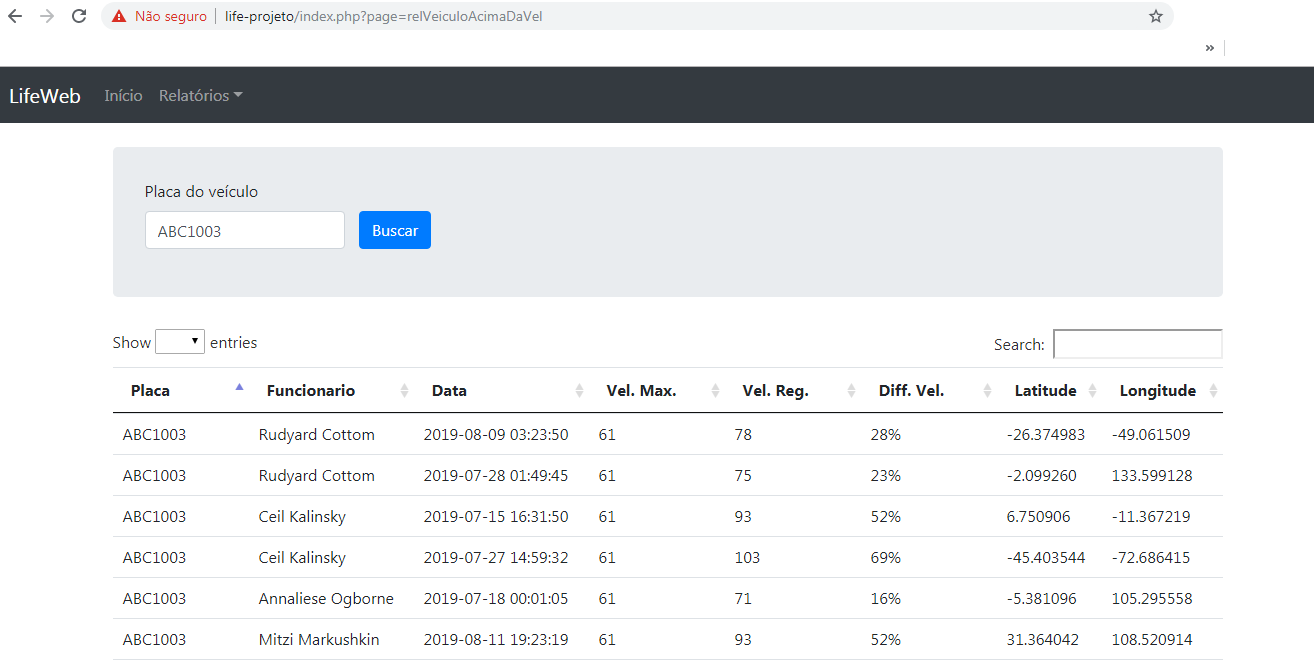 Não seguro | life-projeto/index.php?page=relVeiculoAcimaDaVel
»
LifeWeb Início Relatórios
Placa do veículo
ABC1003 Buscar
Show entries Search:
Placa Funcionario Data Vel. Max. Vel. Reg. Diff. Vel. Latitude Longitude
ABC1003 Rudyard Cottom 2019-08-09 03:23:50 61 78 28% -26.374983 -49.061509
ABC1003 Rudyard Cottom 2019-07-28 01:49:45 61 75 23% -2.099260 133.599128
ABC1003 Ceil Kalinsky 2019-07-15 16:31:50 61 93 52% 6.750906 -11.367219
ABC1003 Ceil Kalinsky 2019-07-27 14:59:32 61 103 69% -45.403544 -72.686415
ABC1003 Annaliese Ogborne 2019-07-18 00:01:05 61 71 16% -5.381096 105.295558
ABC1003 Mitzi Markushkin 2019-08-11 19:23:19 61 93 52% 31.364042 108.520914